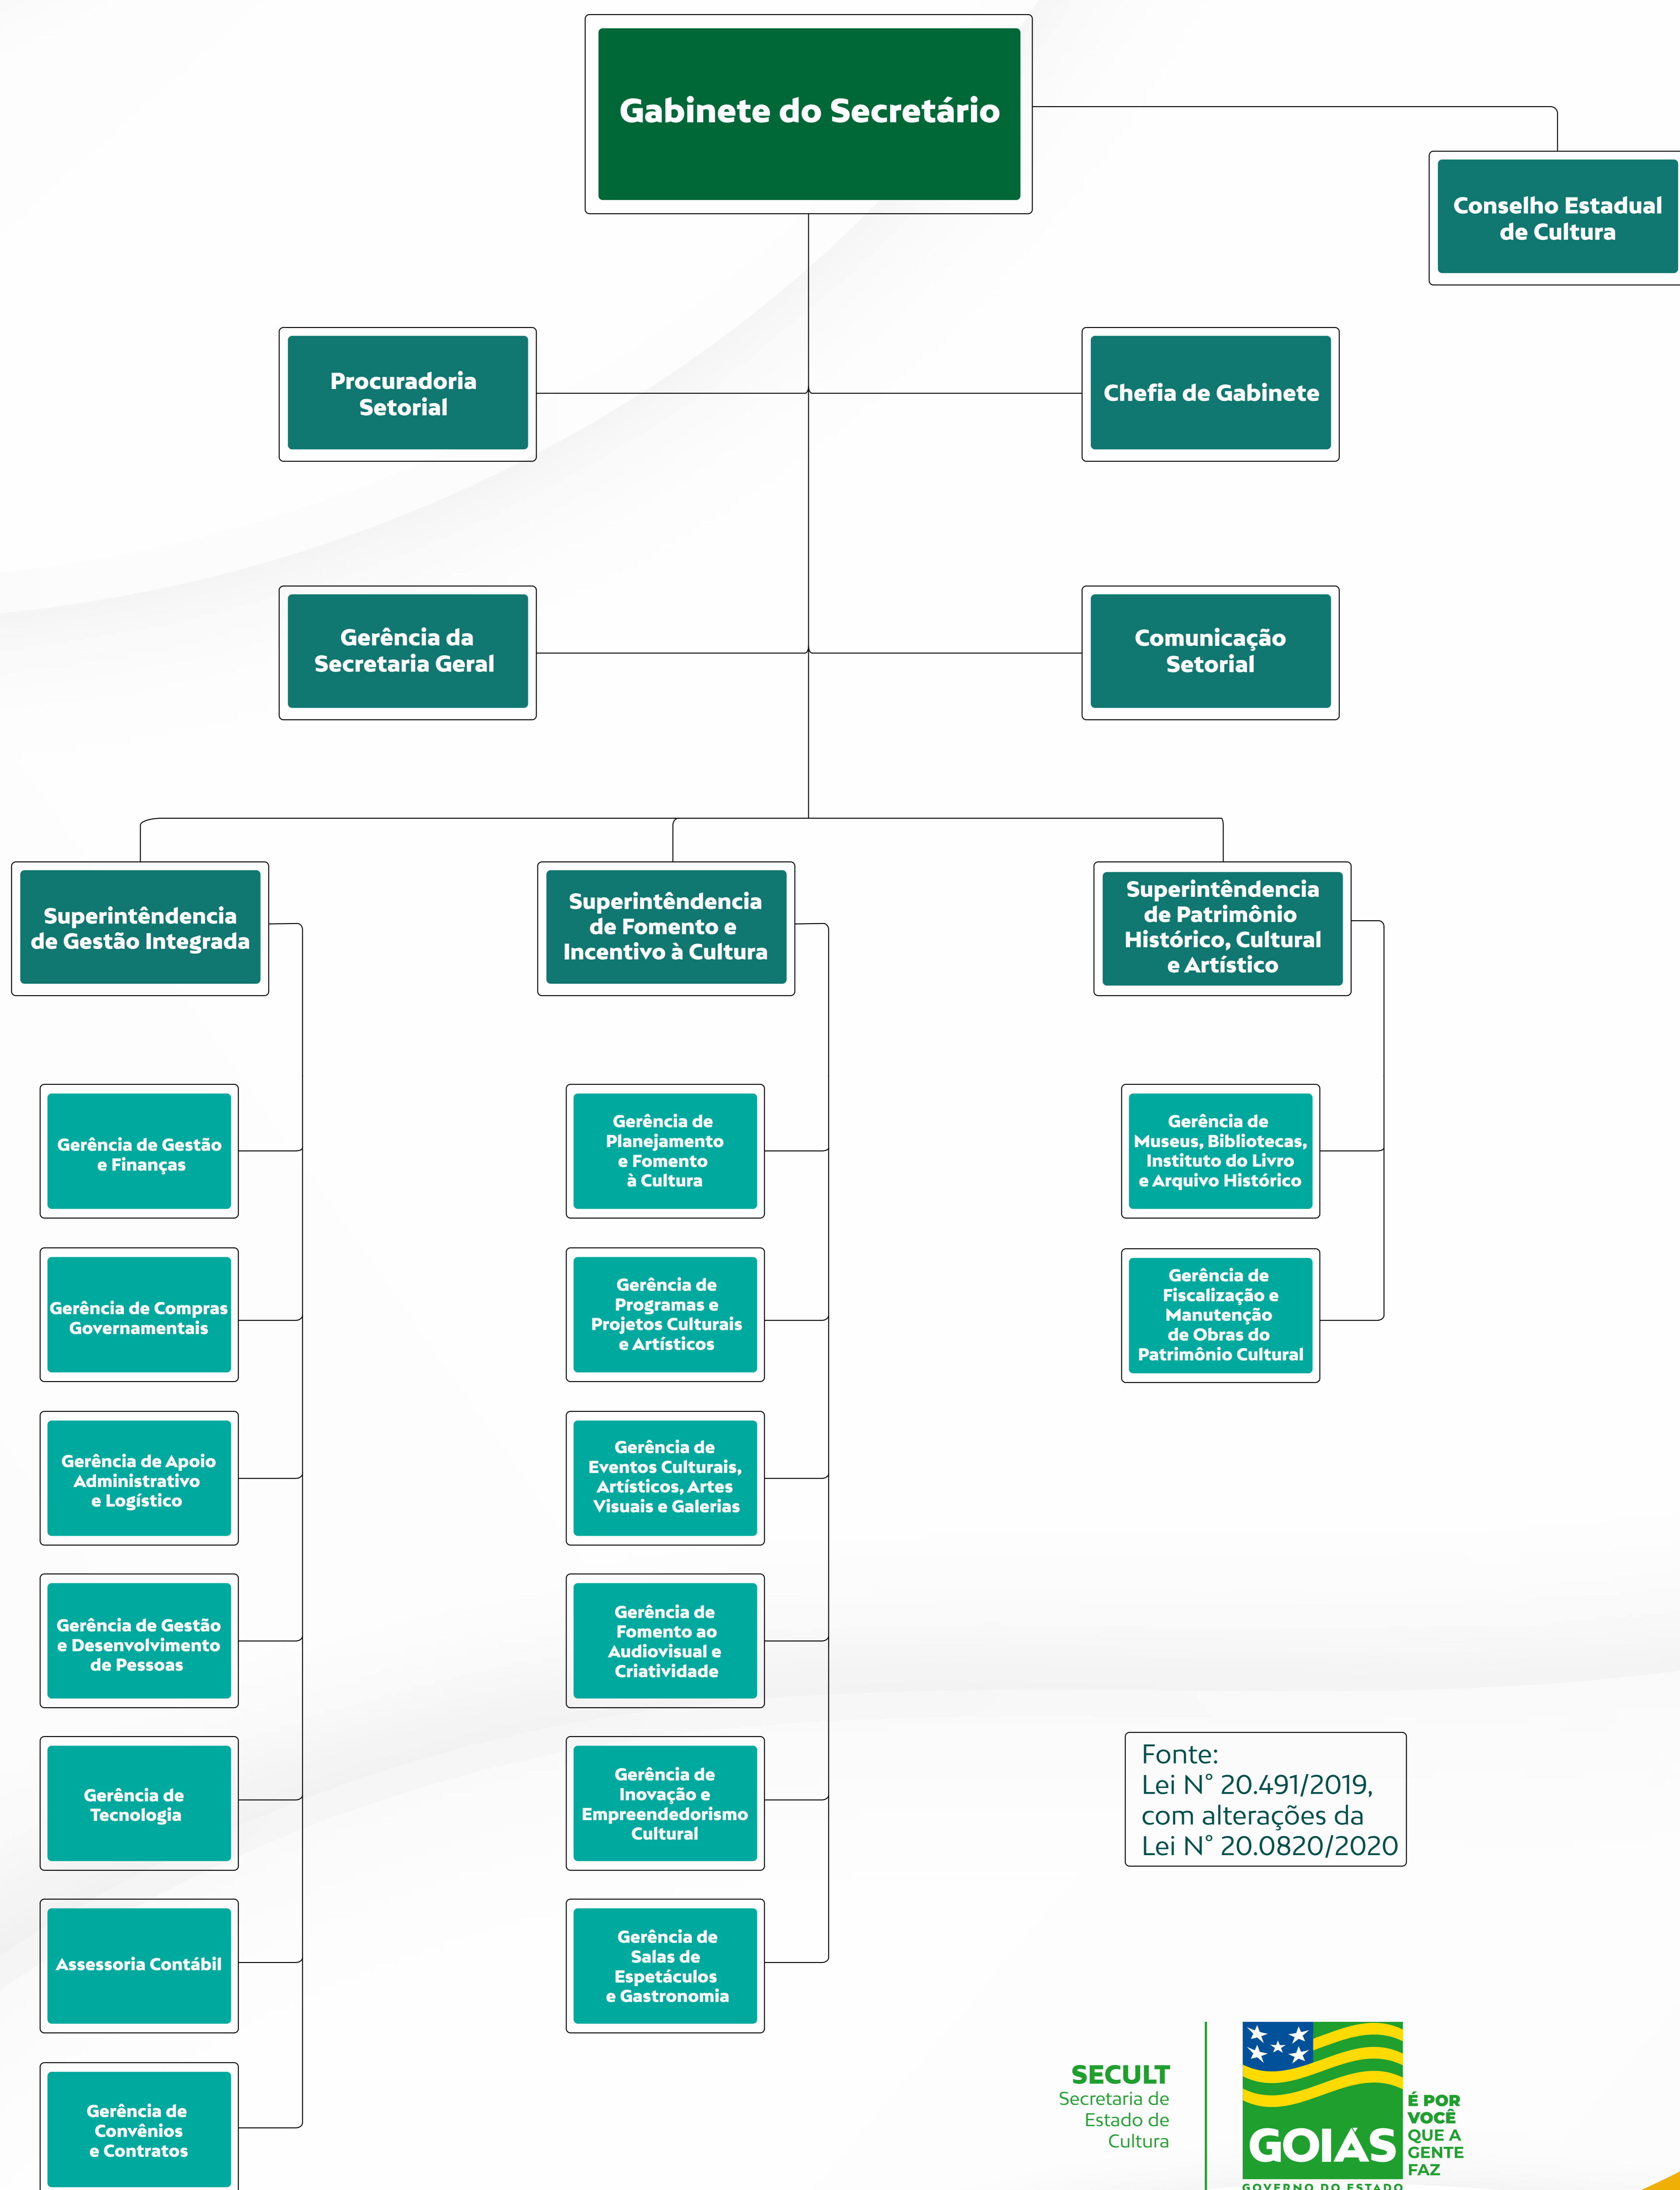 Gabinete do Secretário
Conselho Estadual
de Cultura
Procuradoria
Setorial
Chefia de Gabinete
Gerência da
Secretaria Geral
Comunicação
Setorial
Superintêndencia
de Gestão Integrada
Superintêndencia
de Fomento e
Incentivo à Cultura
Superintêndencia
de Patrimônio
Histórico, Cultural
e Artístico
Gerência de Gestão
e Finanças
Gerência de Compras
Governamentais
Gerência de Apoio
Administrativo
e Logístico
Gerência de Gestão
e Desenvolvimento
de Pessoas
Gerência de
Tecnologia
Assessoria Contábil
Gerência de
Convênios
e Contratos
Gerência de
Planejamento
e Fomento
à Cultura
Gerência de
Programas e
Projetos Culturais
e Artísticos
Gerência de
Eventos Culturais,
Artísticos, Artes
Visuais e Galerias
Gerência de
Fomento ao
Audiovisual e
Criatividade
Gerência de
Inovação e
Empreendedorismo
Cultural
Gerência de
Salas de
Espetáculos
e Gastronomia
Gerência de
Museus, Bibliotecas,
Instituto do Livro
e Arquivo Histórico
Gerência de
Fiscalização e
Manutenção
de Obras do
Patrimônio Cultural
Fonte:
Lei N° 20.491/2019,
com alterações da
Lei N° 20.0820/2020
SECULT
Secretaria de
Estado de
Cultura
GOIÁS
GOVERNO DO ESTADO
É POR
VOCÊ
QUE A
GENTE
FAZ